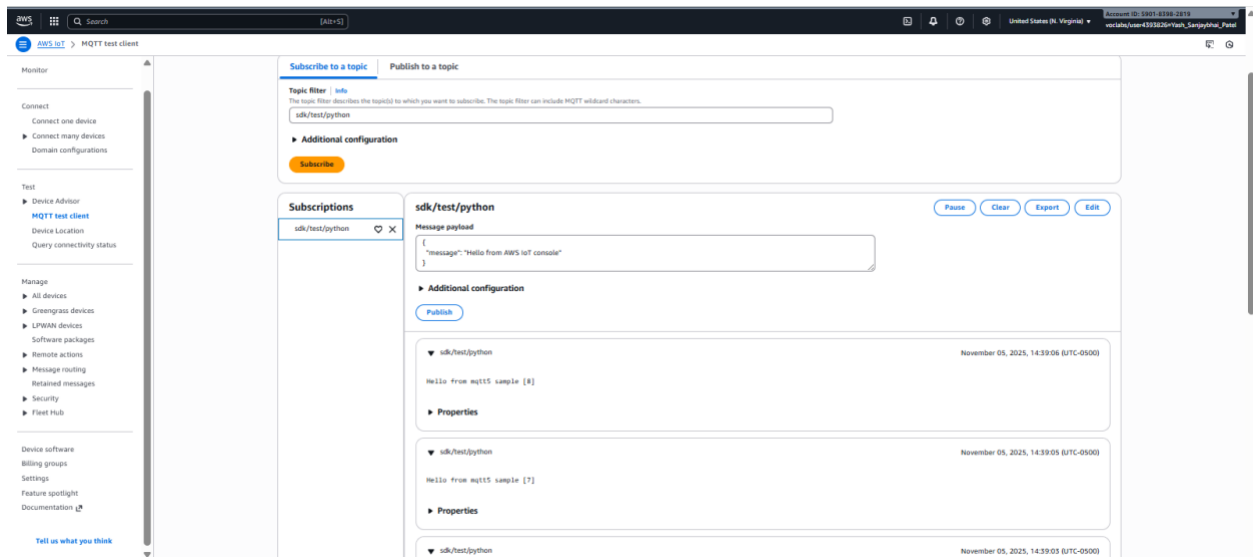 aws
Search
[Alt+S]
United States (N. Virginia)
Account ID: 5901-8398-2819
voclabs/user4393826=Yash_Sanjaybhai_Patel
AWS IoT > MQTT test client
Monitor
Connect
Connect one device
Connect many devices
Domain configurations
Test
Device Advisor
MQTT test client
Device Location
Query connectivity status
Manage
All devices
Greengrass devices
LPWAN devices
Software packages
Remote actions
Message routing
Retained messages
Security
Fleet Hub
Device software
Billing groups
Settings
Feature spotlight
Documentation
Tell us what you think
Subscribe to a topic
Publish to a topic
Topic filter | Info
The topic filter describes the topic(s) to which you want to subscribe. The topic filter can include MQTT wildcard characters.
sdk/test/python
Additional configuration
Subscribe
Subscriptions
sdk/test/python
sdk/test/python
Pause
Clear
Export
Edit
Message payload
{
"message": "Hello from AWS IoT console"
}
Additional configuration
Publish
sdk/test/python
November 05, 2025, 14:39:06 (UTC-0500)
Hello from mqtt5 sample [8]
Properties
sdk/test/python
November 05, 2025, 14:39:05 (UTC-0500)
Hello from mqtt5 sample [7]
Properties
sdk/test/python
November 05, 2025, 14:39:03 (UTC-0500)